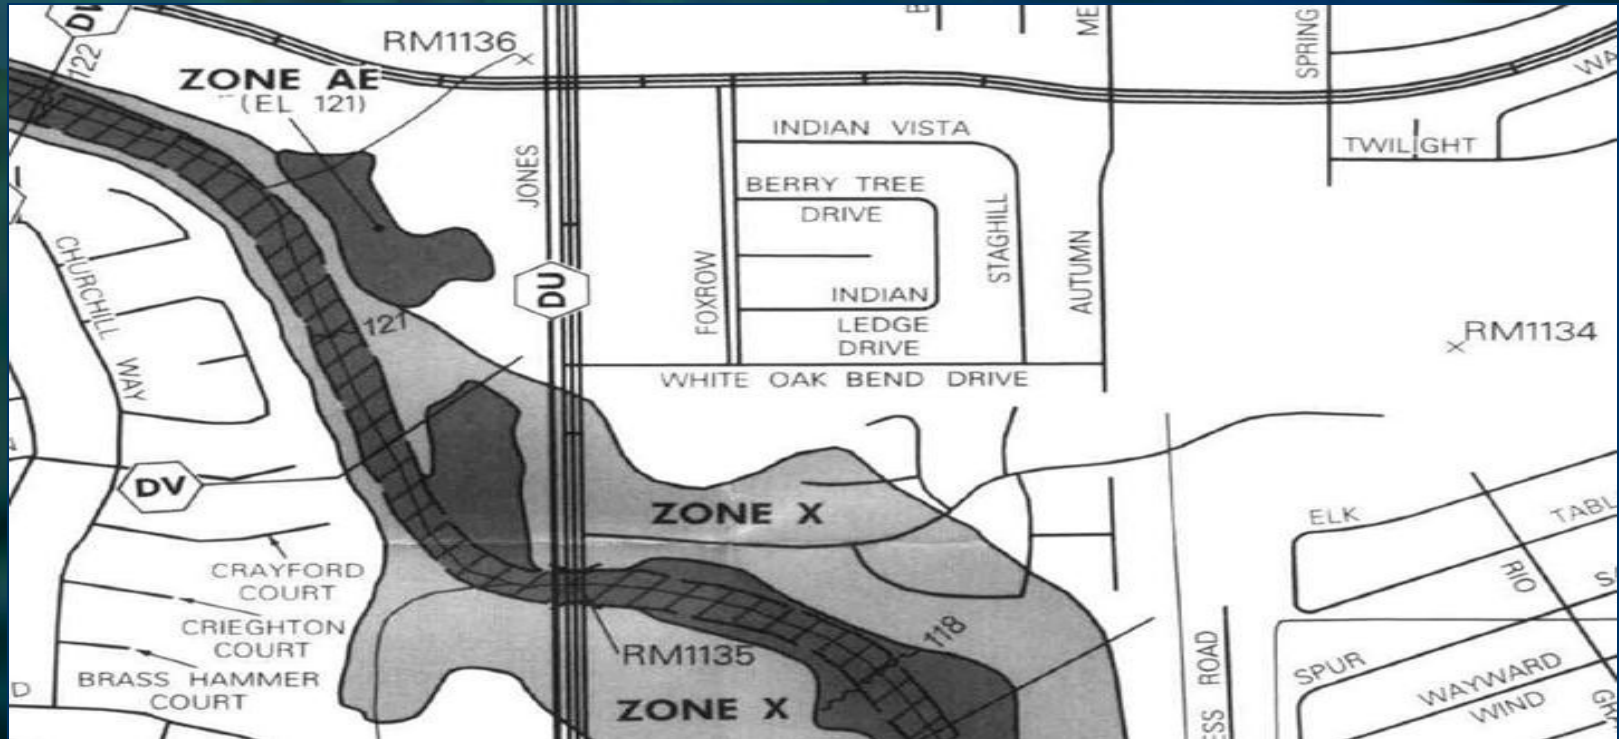 DV
RM1136
122
ZONE AE
(EL 121)
JONES
SPRING
INDIAN VISTA
TWILIGHT
BERRY TREE
DRIVE
STAGHILL
AUTUMN
FOXROW
CHURCHILL WAY
DU
INDIAN
LEDGE
DRIVE
121
RM1134
WHITE OAK BEND DRIVE
DV
ZONE X
ELK
RIO
CRAYFORD
COURT
CRIEGHTON
COURT
118
RM1135
BRASS HAMMER
COURT
ROAD
SPUR
WAYWARD
WIND
ZONE X